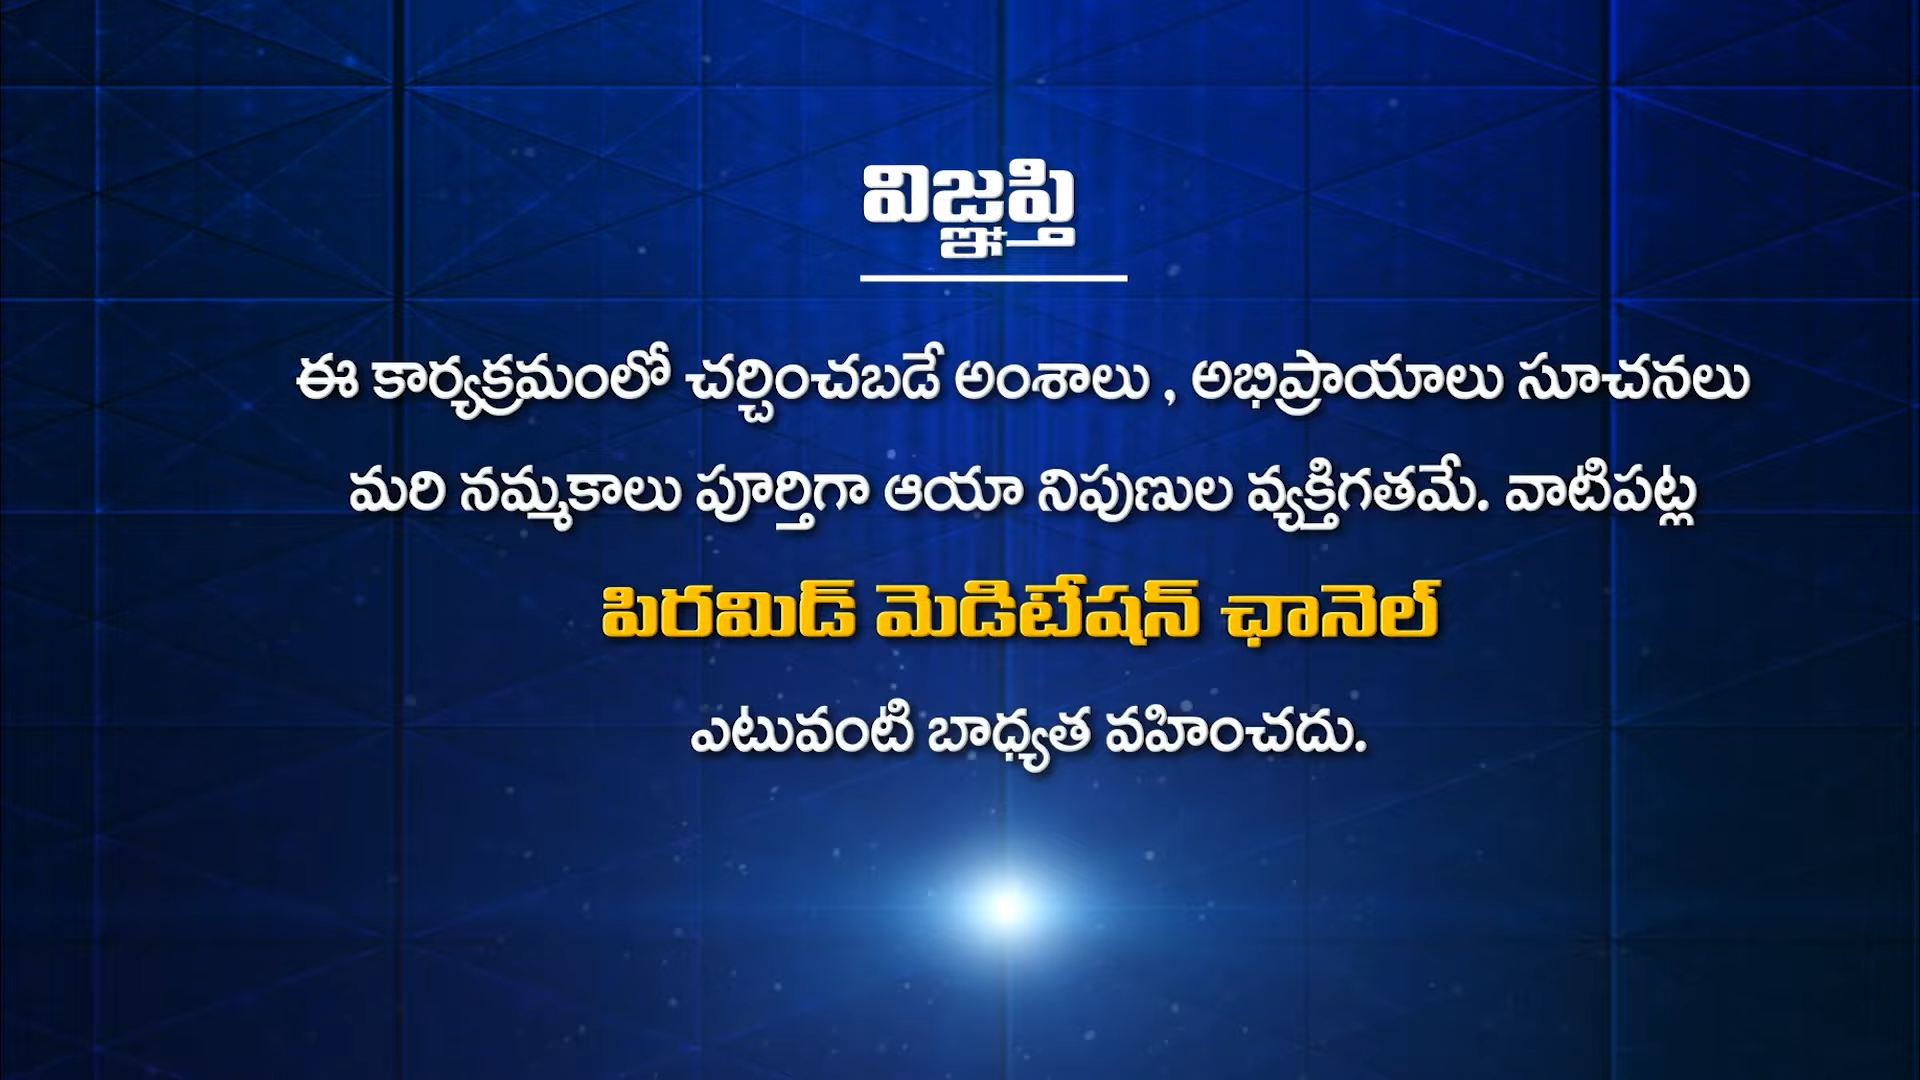 విజ్ఞప్తి
ఈ కార్యక్రమంలో చర్చించబడే అంశాలు , అభిప్రాయాలు సూచనలు
మరి నమ్మకాలు పూర్తిగా ఆయా నిపుణుల వ్యక్తిగతమే. వాటిపట్ల
పిరమిడ్ మెడిటేషన్ ఛానెల్
ఎటువంటి బాధ్యత వహించదు.